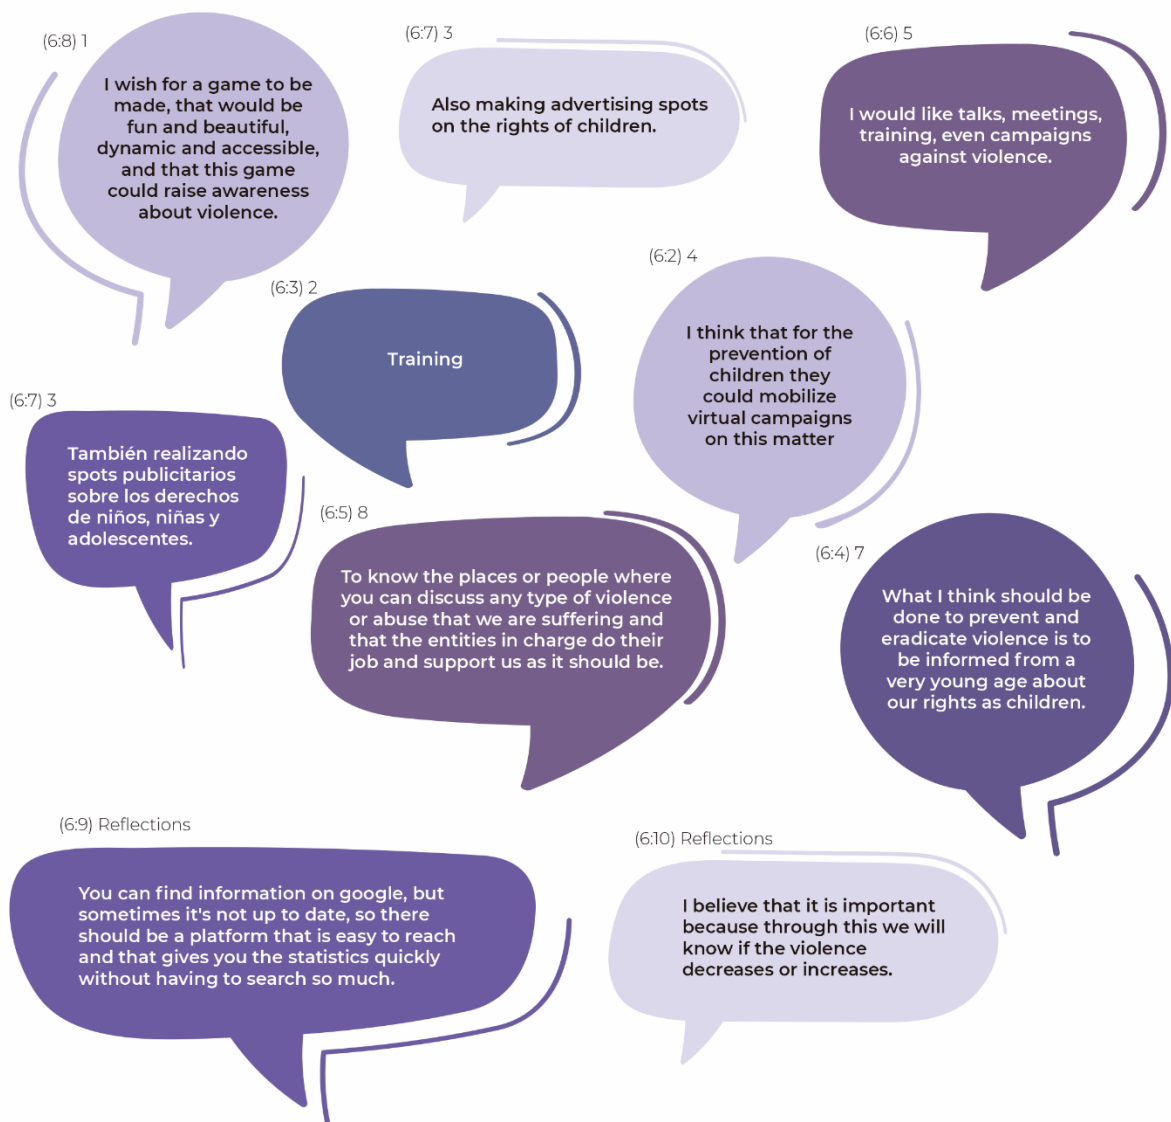 (6:8) 1
I wish for a game to be
made, that would be
fun and beautiful,
dynamic and accessible,
and that this game
could raise awareness
about violence.
(6:7) 3
Also making advertising spots
on the rights of children.
(6:6) 5
I would like talks, meetings,
training, even campaigns
against violence.
(6:3) 2
Training
(6:2) 4
I think that for the
prevention of
children they
could mobilize
virtual campaigns
on this matter
(6:7) 3
También realizando
spots publicitarios
sobre los derechos
de niños, niñas y
adolescentes.
(6:5) 8
To know the places or people where
you can discuss any type of violence
or abuse that we are suffering and
that the entities in charge do their
job and support us as it should be.
(6:4) 7
What I think should be
done to prevent and
eradicate violence is to
be informed from a
very young age about
our rights as children.
(6:9) Reflections
You can find information on google, but
sometimes it's not up to date, so there
should be a platform that is easy to reach
and that gives you the statistics quickly
without having to search so much.
(6:10) Reflections
I believe that it is important
because through this we will
know if the violence
decreases or increases.